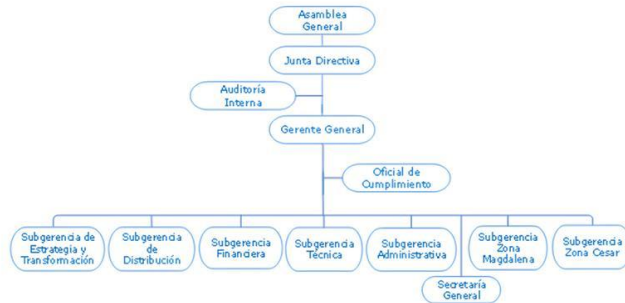 Asamblea
General
Junta Directiva
Auditoría
Interna
Gerente General
Oficial de
Cumplimiento
Subgerencia de
Estrategia y
Transformación
Subgerencia
de
Distribución
Subgerencia
Financiera
Subgerencia
Técnica
Subgerencia
Administrativa
Subgerencia
Zona
Magdalena
Subgerencia
Zona Cesar
Secretaría
General